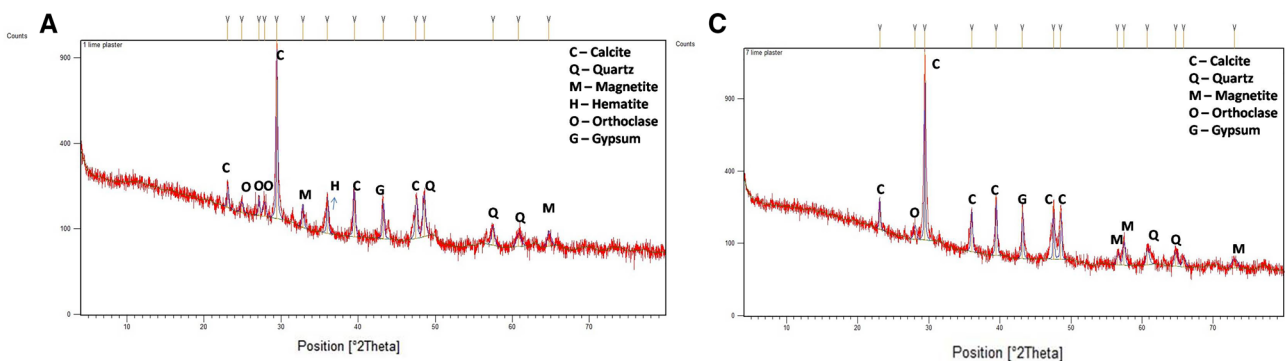 A
Counts
1 lime plaster
C – Calcite
Q – Quartz
M – Magnetite
H – Hematite
O – Orthoclase
G – Gypsum
900
400
100
0
C
O
O
O
C
M
H
C
G
C
Q
Q
Q
M
10
20
30
40
50
60
70
Position [°2Theta]
C
Counts
7 lime plaster
C – Calcite
Q – Quartz
M – Magnetite
O – Orthoclase
G – Gypsum
900
400
100
0
C
O
C
C
C
G
C
C
M
M
Q
Q
M
10
20
30
40
50
60
70
Position [°2Theta]